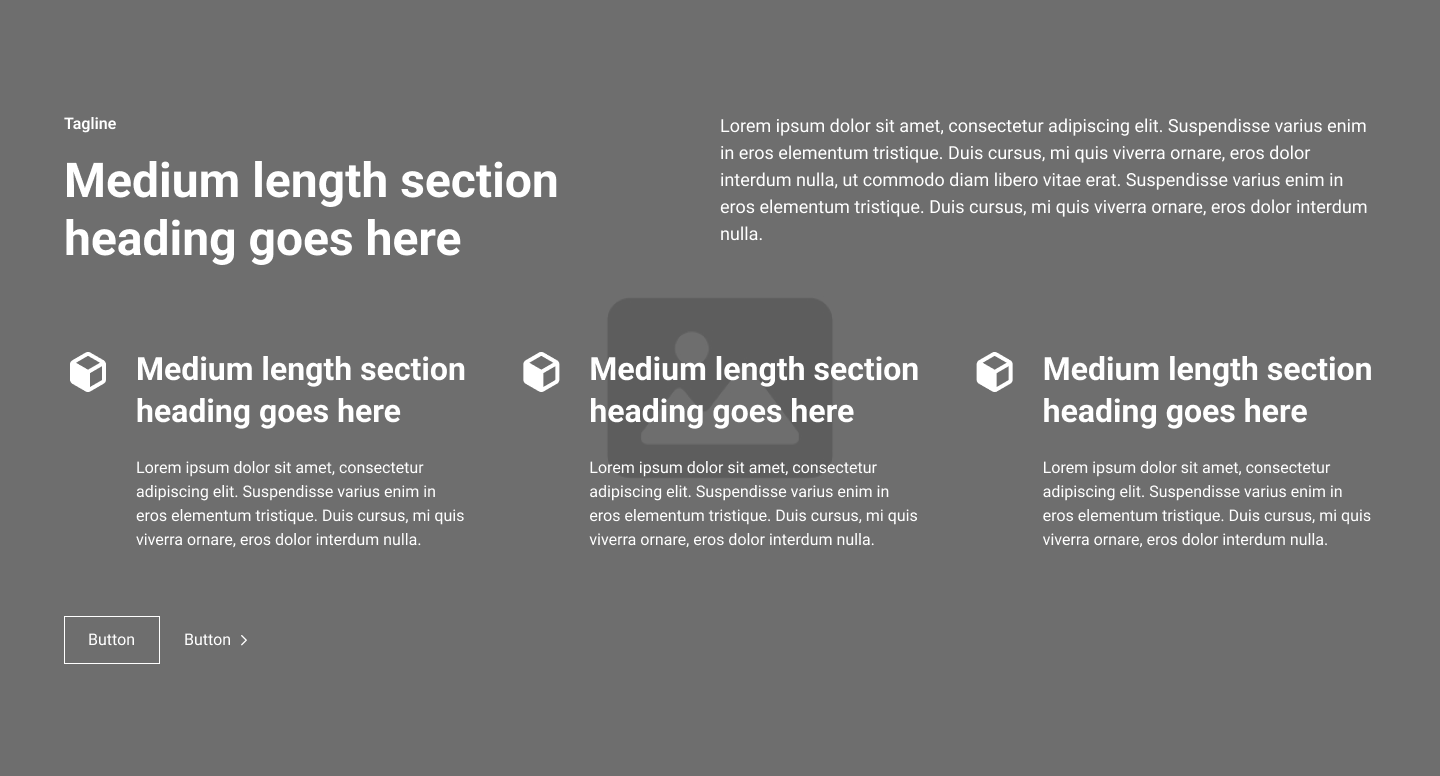 Tagline
Medium length section
heading goes here
Lorem ipsum dolor sit amet, consectetur adipiscing elit. Suspendisse varius enim
in eros elementum tristique. Duis cursus, mi quis viverra ornare, eros dolor
interdum nulla, ut commodo diam libero vitae erat. Suspendisse varius enim in
eros elementum tristique. Duis cursus, mi quis viverra ornare, eros dolor interdum
nulla.
Medium length section
heading goes here
Lorem ipsum dolor sit amet, consectetur
adipiscing elit. Suspendisse varius enim in
eros elementum tristique. Duis cursus, mi quis
viverra ornare, eros dolor interdum nulla.
Medium length section
heading goes here
Lorem ipsum dolor sit amet, consectetur
adipiscing elit. Suspendisse varius enim in
eros elementum tristique. Duis cursus, mi quis
viverra ornare, eros dolor interdum nulla.
Medium length section
heading goes here
Lorem ipsum dolor sit amet, consectetur
adipiscing elit. Suspendisse varius enim in
eros elementum tristique. Duis cursus, mi quis
viverra ornare, eros dolor interdum nulla.
Button
Button